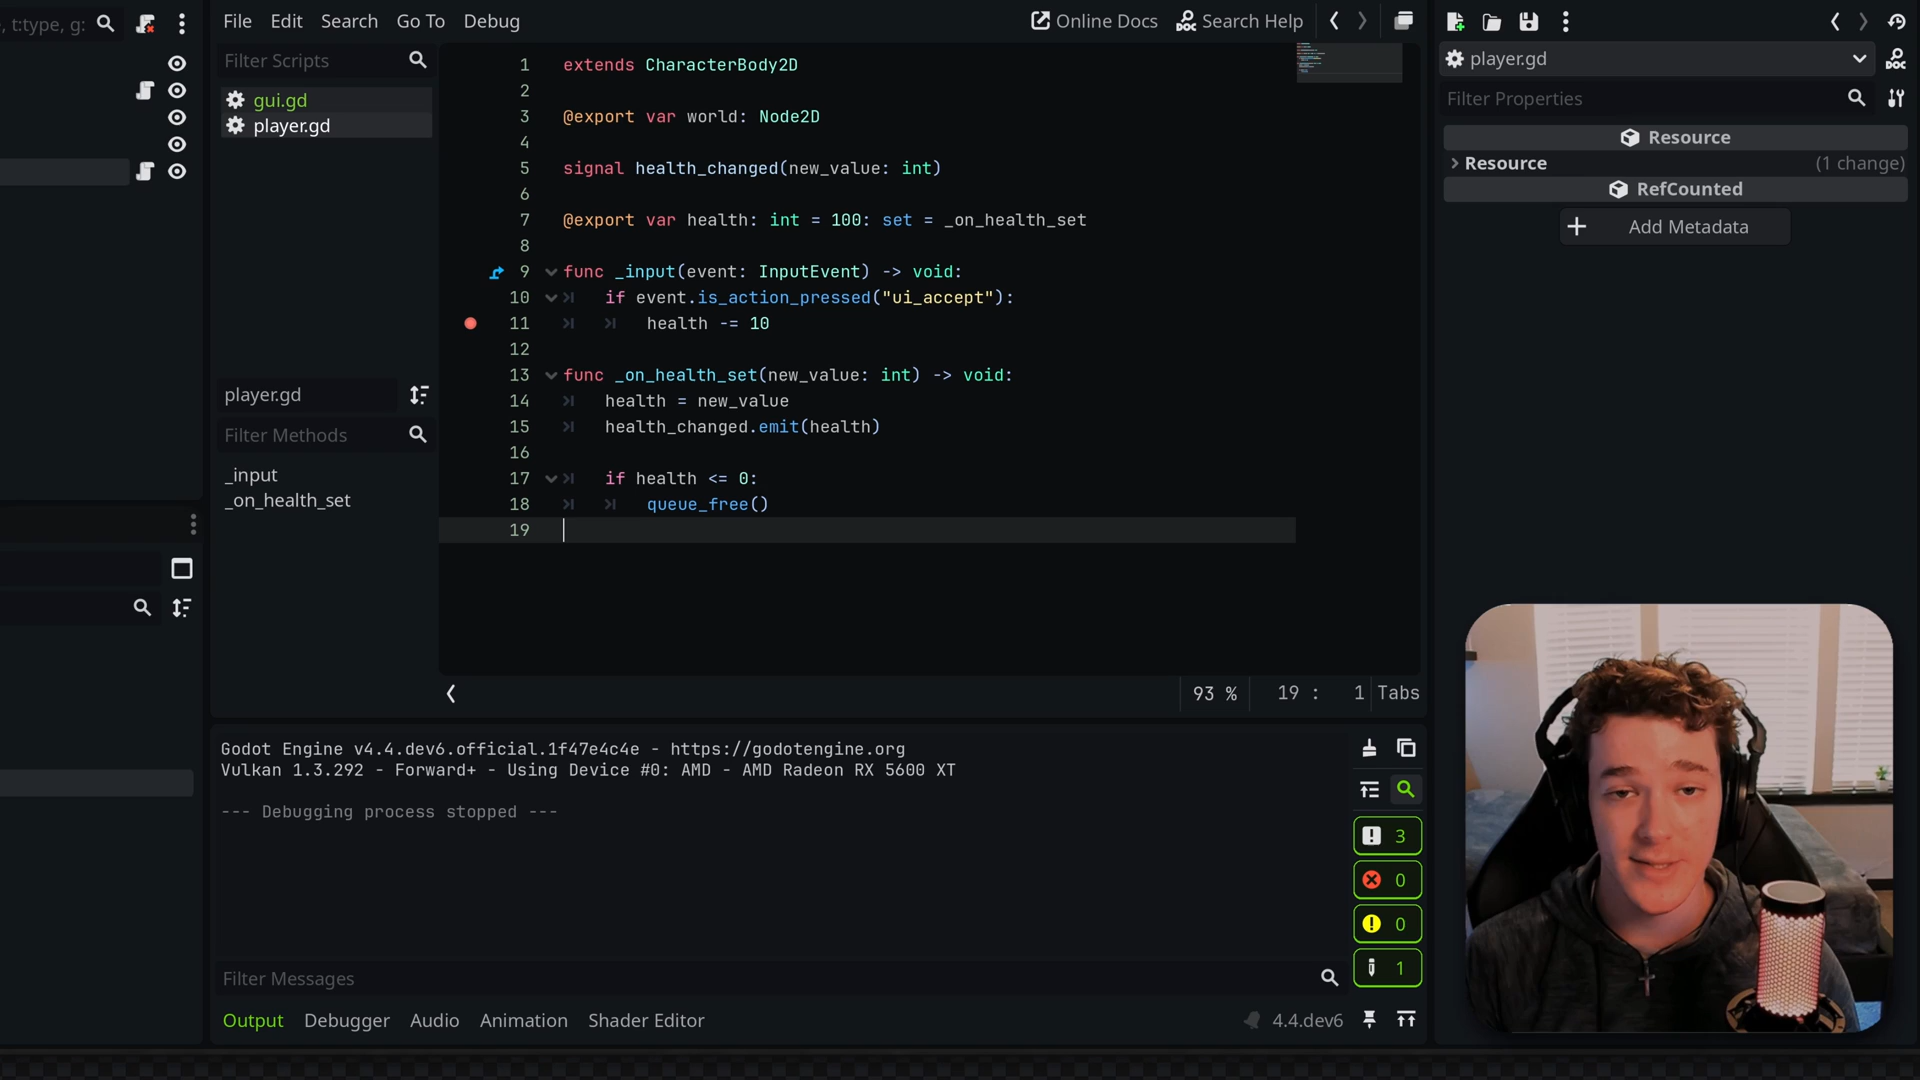 , t:type, g:
File Edit Search Go To Debug
Online Docs Search Help
Filter Scripts
gui.gd
player.gd
player.gd
Filter Methods
_input
_on_health_set
1 extends CharacterBody2D
2
3 @export var world: Node2D
4
5 signal health_changed(new_value: int)
6
7 @export var health: int = 100: set = _on_health_set
8
9 func _input(event: InputEvent) -> void:
10 if event.is_action_pressed("ui_accept"):
11 health -= 10
12
13 func _on_health_set(new_value: int) -> void:
14 health = new_value
15 health_changed.emit(health)
16
17 if health <= 0:
18 queue_free()
19
93 % 19 : 1 Tabs
Godot Engine v4.4.dev6.official.1f47e4c4e - https://godotengine.org
Vulkan 1.3.292 - Forward+ - Using Device #0: AMD - AMD Radeon RX 5600 XT
--- Debugging process stopped ---
3
0
0
1
Filter Messages
Output Debugger Audio Animation Shader Editor
4.4.dev6
player.gd
Filter Properties
Resource
Resource (1 change)
RefCounted
Add Metadata